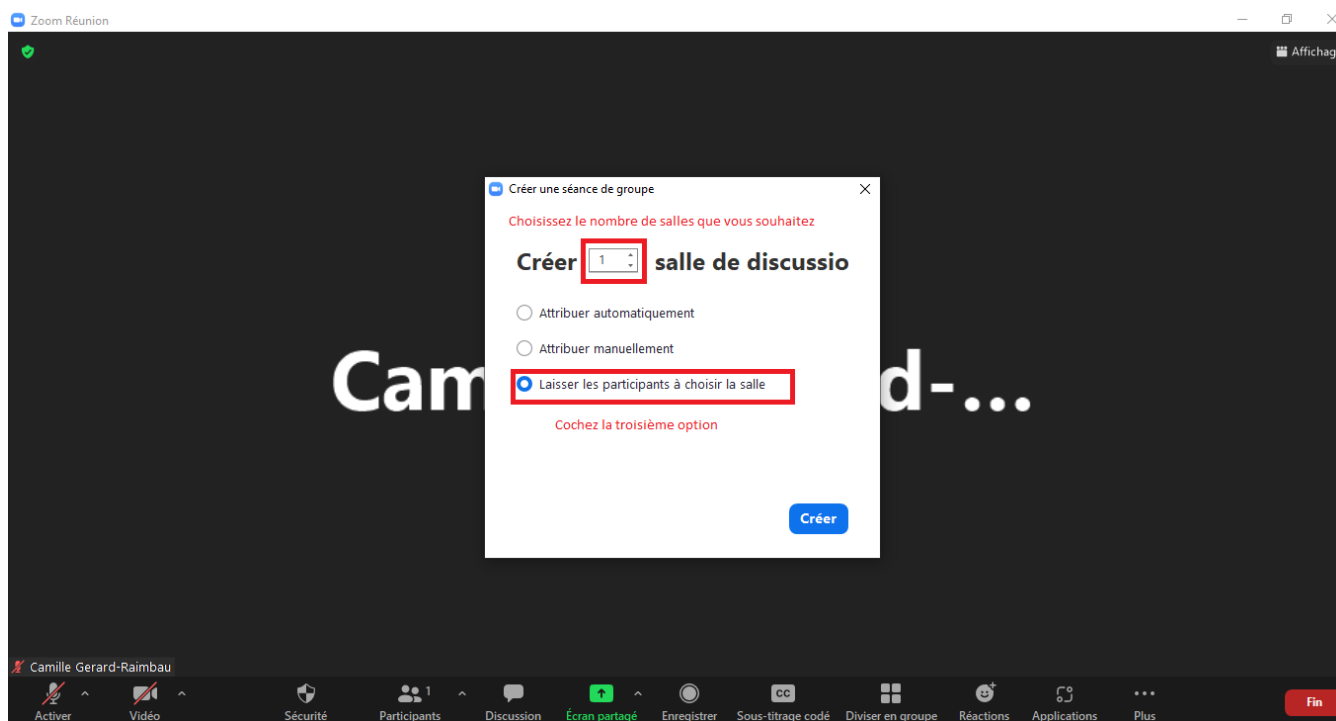 Zoom Réunion
Affichag
Créer une séance de groupe
Choisissez le nombre de salles que vous souhaitez
Créer 1 salle de discussio
Attribuer automatiquement
Attribuer manuellement
Laisser les participants à choisir la salle
Cochez la troisième option
Créer
Cam d-...
Camille Gerard-Raimbau
1
Activer Vidéo Sécurité Participants Discussion Écran partagé Enregistrer CC Sous-titrage codé Diviser en groupe Réactions Applications Plus Fin